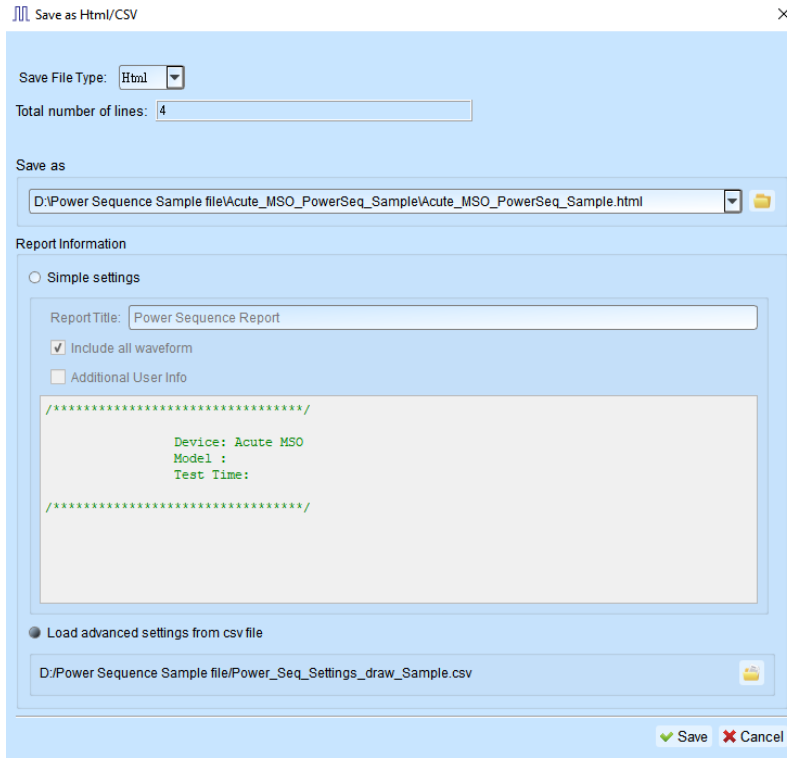 Save as Html/CSV
Save File Type: Html
Total number of lines: 4
Save as
D:\Power Sequence Sample file\Acute_MSO_PowerSeq_Sample\Acute_MSO_PowerSeq_Sample.html
Report Information
Simple settings
Report Title: Power Sequence Report
Include all waveform
Additional User Info
/*********************************/
Device: Acute MSO
Model :
Test Time:
/*********************************/
Load advanced settings from csv file
D:/Power Sequence Sample file/Power_Seq_Settings_draw_Sample.csv
Save Cancel